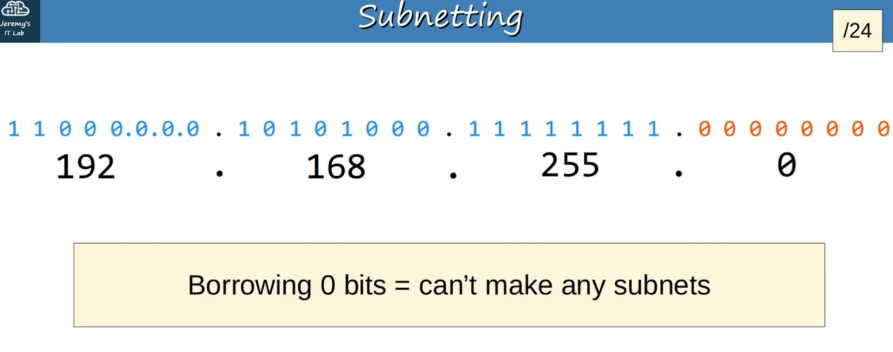 Jeremy's
IT Lab
Subnetting
/24
1 1 0 0 0.0.0.0 . 1 0 1 0 1 0 0 0 . 1 1 1 1 1 1 1 1 . 0 0 0 0 0 0 0 0
192 . 168 . 255 . 0
Borrowing 0 bits = can’t make any subnets